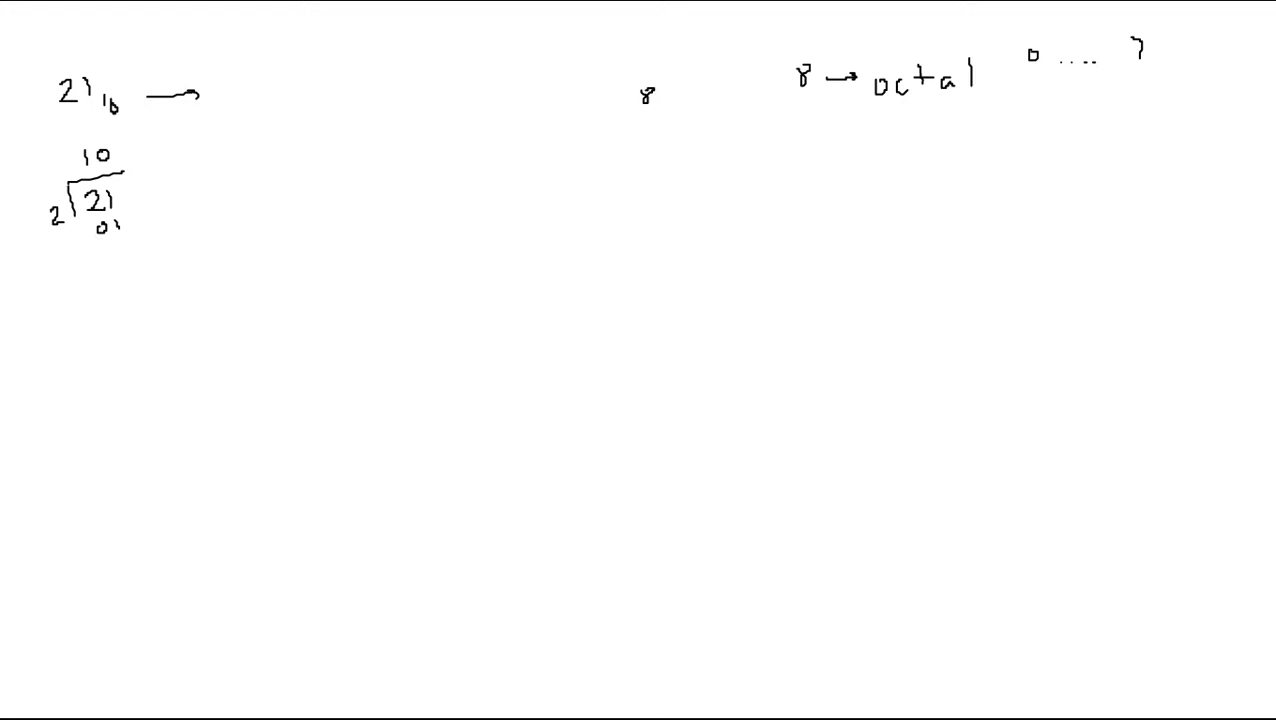 21₁₀ → 8
8 → octal 0 .... 7
10
2 √21
01